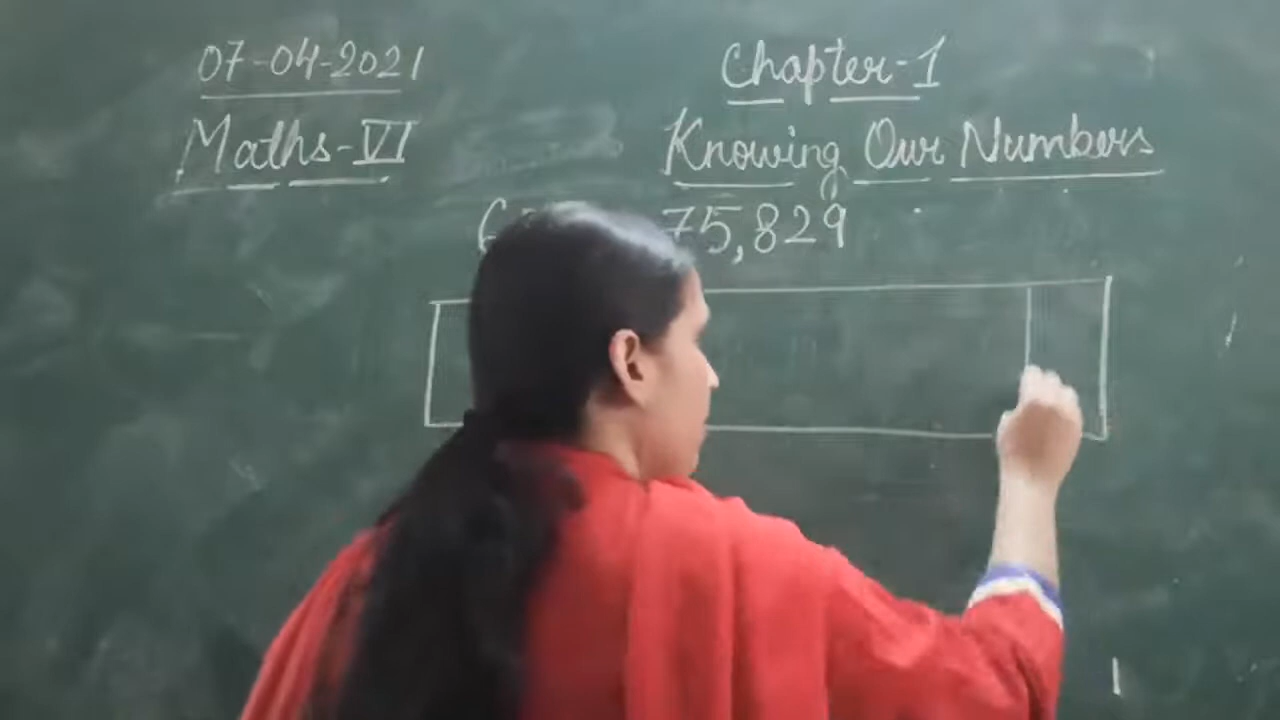 07-04-2021
Maths-VI
Chapter-1
Knowing Our Numbers
75,829